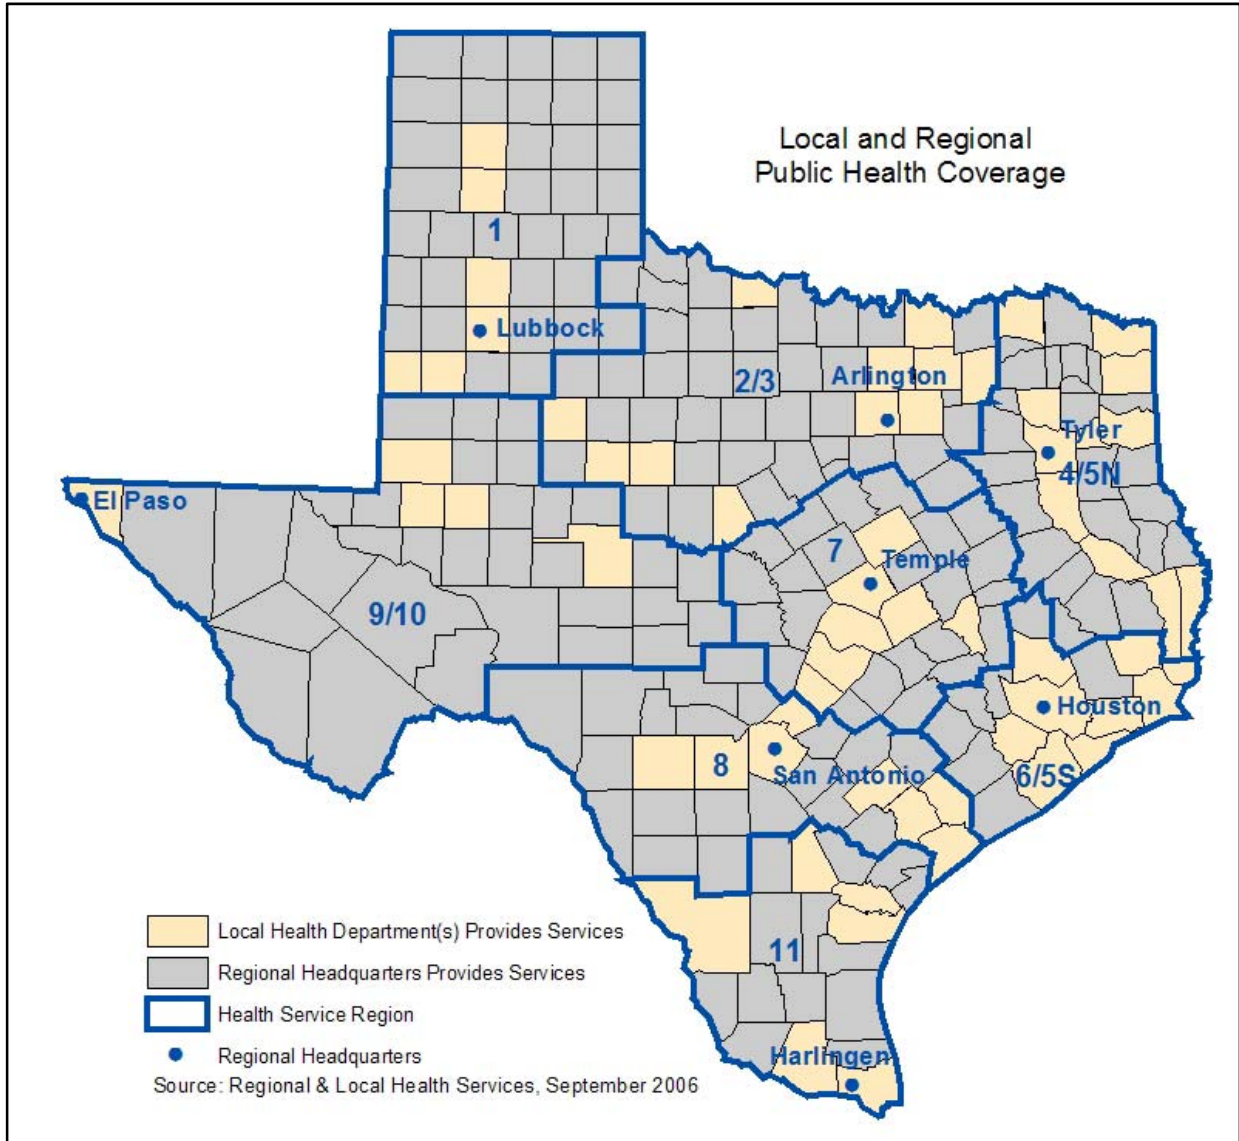 Local and Regional
Public Health Coverage
1
Lubbock
2/3
Arlington
Tyler
4/5N
El Paso
7
Temple
9/10
Houston
8
San Antonio
6/5S
11
Harlingen
Local Health Department(s) Provides Services
Regional Headquarters Provides Services
Health Service Region
Regional Headquarters
Source: Regional & Local Health Services, September 2006